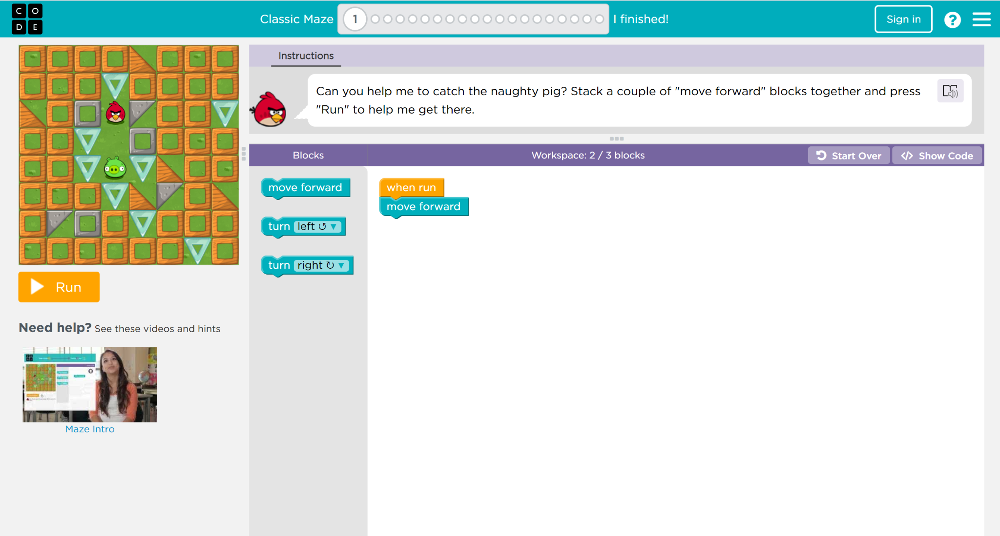 C O
D E
Classic Maze
1
I finished!
Sign in
?
Instructions
Can you help me to catch the naughty pig? Stack a couple of "move forward" blocks together and press
"Run" to help me get there.
Blocks
Workspace: 2 / 3 blocks
Start Over
</> Show Code
move forward
turn left ↺ ▼
turn right ↻ ▼
when run
move forward
Run
Need help? See these videos and hints
Maze Intro